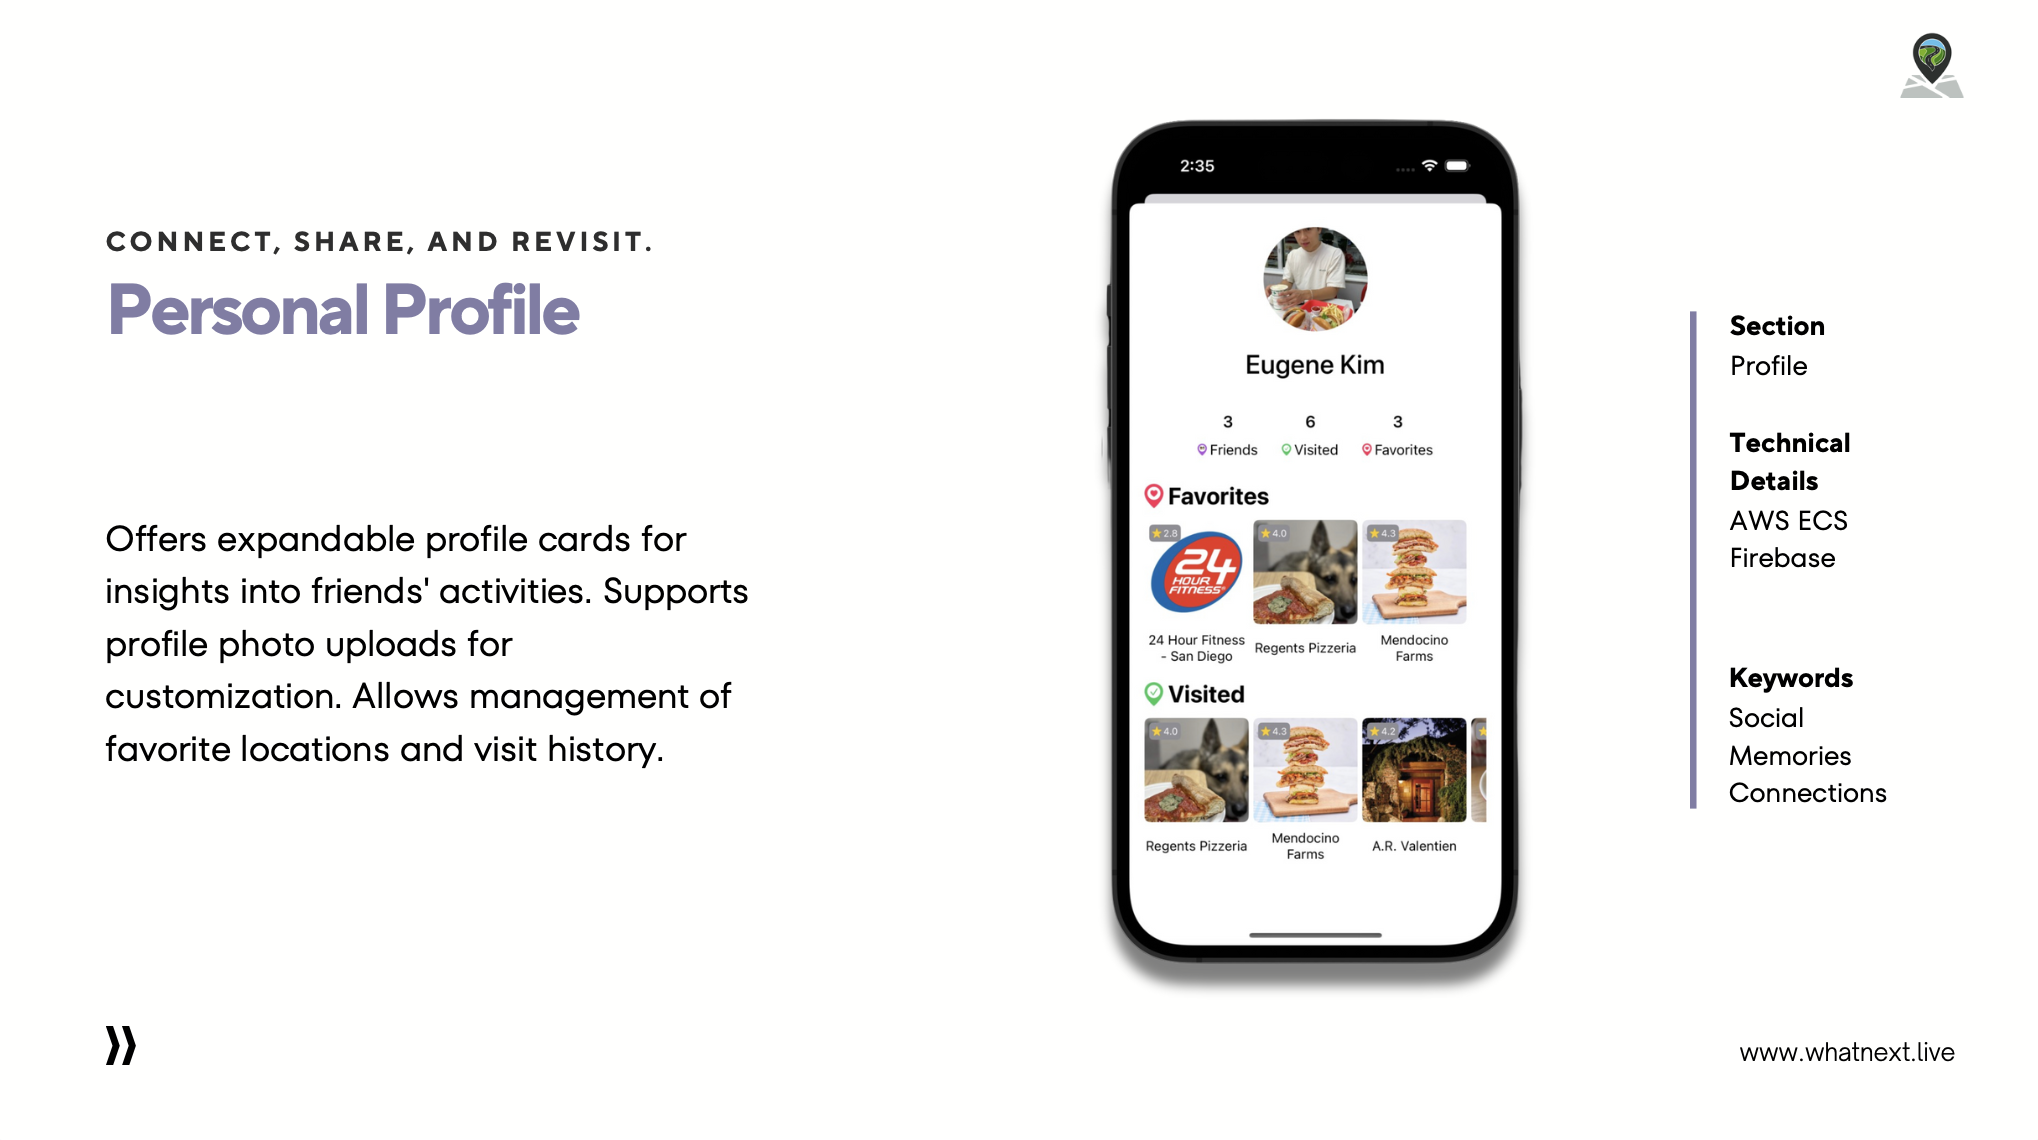 CONNECT, SHARE, AND REVISIT.
Personal Profile
Offers expandable profile cards for
insights into friends' activities. Supports
profile photo uploads for
customization. Allows management of
favorite locations and visit history.
2:35
Eugene Kim
3 6 3
Friends Visited Favorites
Favorites
2.8 4.0 4.3
24
HOUR
FITNESS
24 Hour Fitness
- San Diego
Regents Pizzeria
Mendocino
Farms
Visited
4.0 4.3 4.2
Regents Pizzeria
Mendocino
Farms
A.R. Valentien
Section
Profile
Technical
Details
AWS ECS
Firebase
Keywords
Social
Memories
Connections
www.whatnext.live